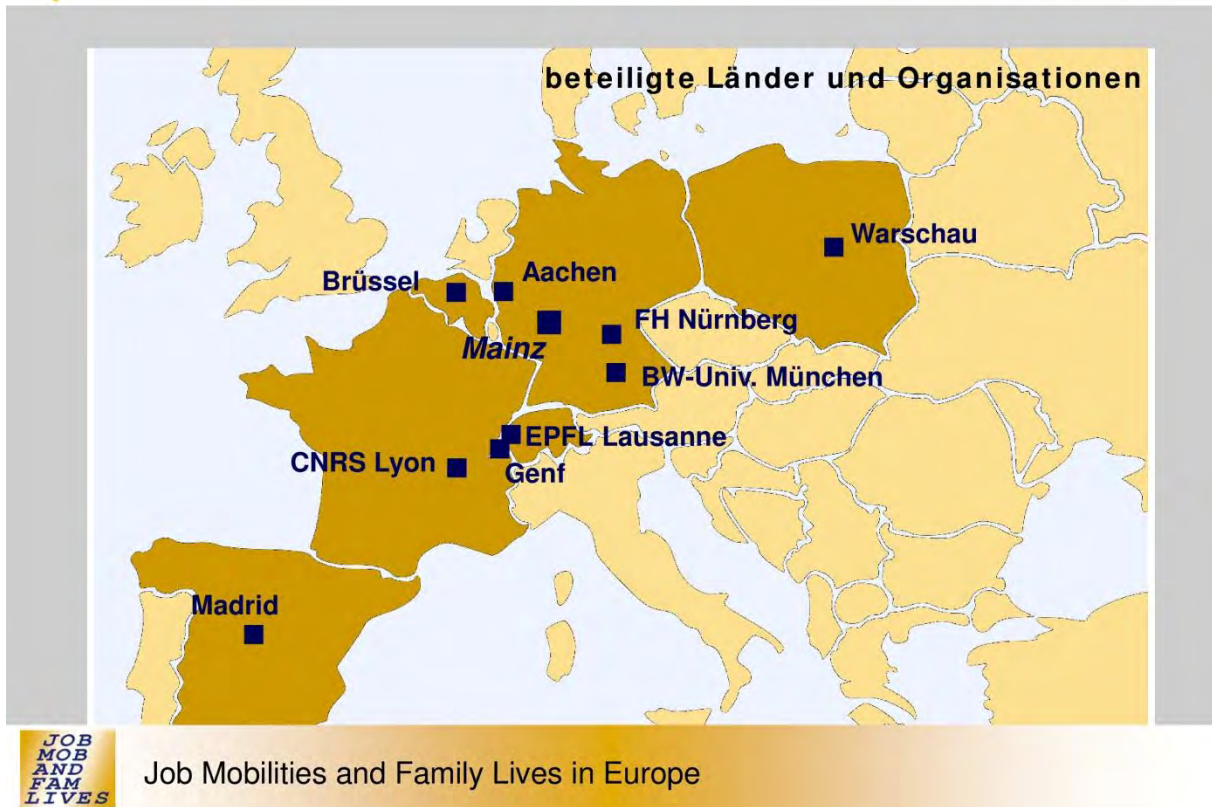 beteiligte Länder und Organisationen
Warschau
Brüssel
Aachen
FH Nürnberg
Mainz
BW-Univ. München
EPFL Lausanne
CNRS Lyon
Genf
Madrid
JOB
MOB
AND
FAM
LIVES
Job Mobilities and Family Lives in Europe